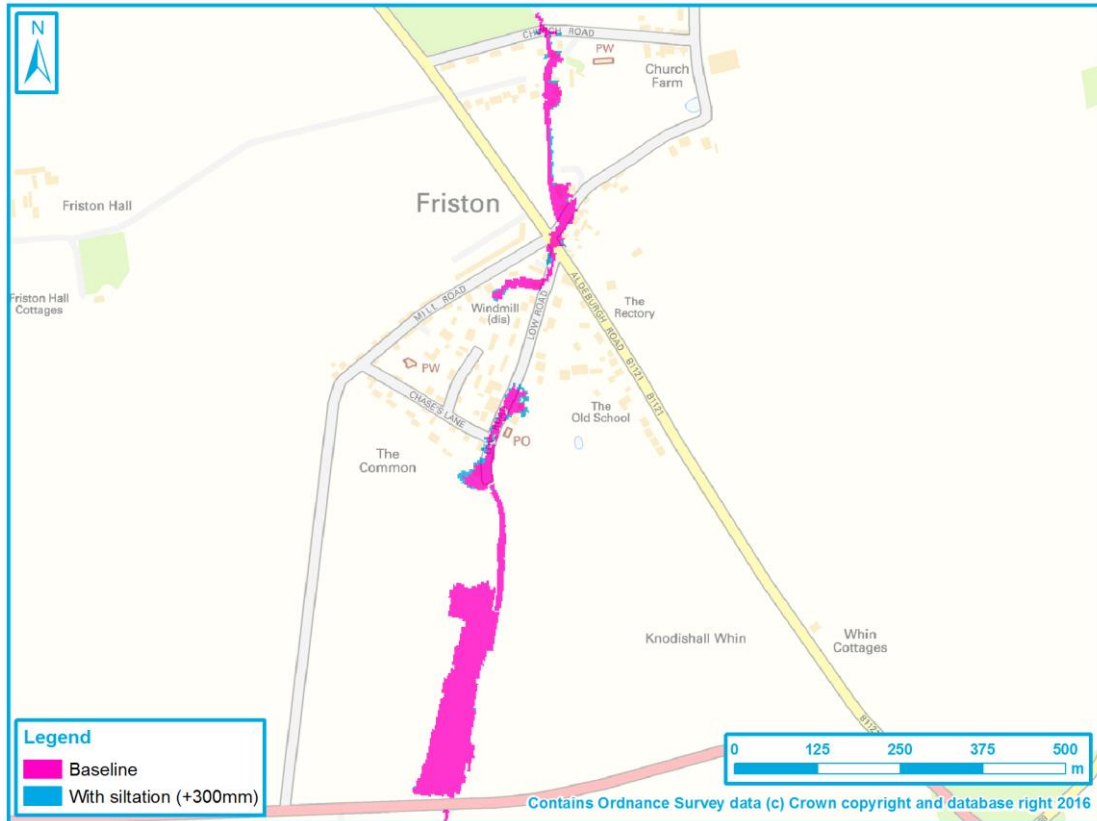 N
CHURCH ROAD
PW
Church
Farm
Friston Hall
Friston
Friston Hall
Cottages
MILL ROAD
Windmill
(dis)
LOW ROAD
ALDEBURGH ROAD B1121 B1121
The
Rectory
PW
CHASE'S LANE
The
Old School
PO
The
Common
Knodishall Whin
Whin
Cottages
Legend
Baseline
With siltation (+300mm)
0 125 250 375 500
m
Contains Ordnance Survey data (c) Crown copyright and database right 2016